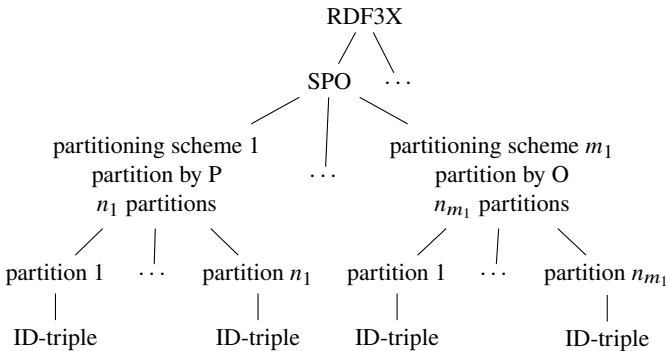 RDF3X
SPO ⋯
partitioning scheme 1 partitioning scheme m₁
partition by P ⋯ partition by O
n₁ partitions nₘ₁ partitions
partition 1 ⋯ partition n₁ partition 1 ⋯ partition nₘ₁
ID-triple ID-triple ID-triple ID-triple